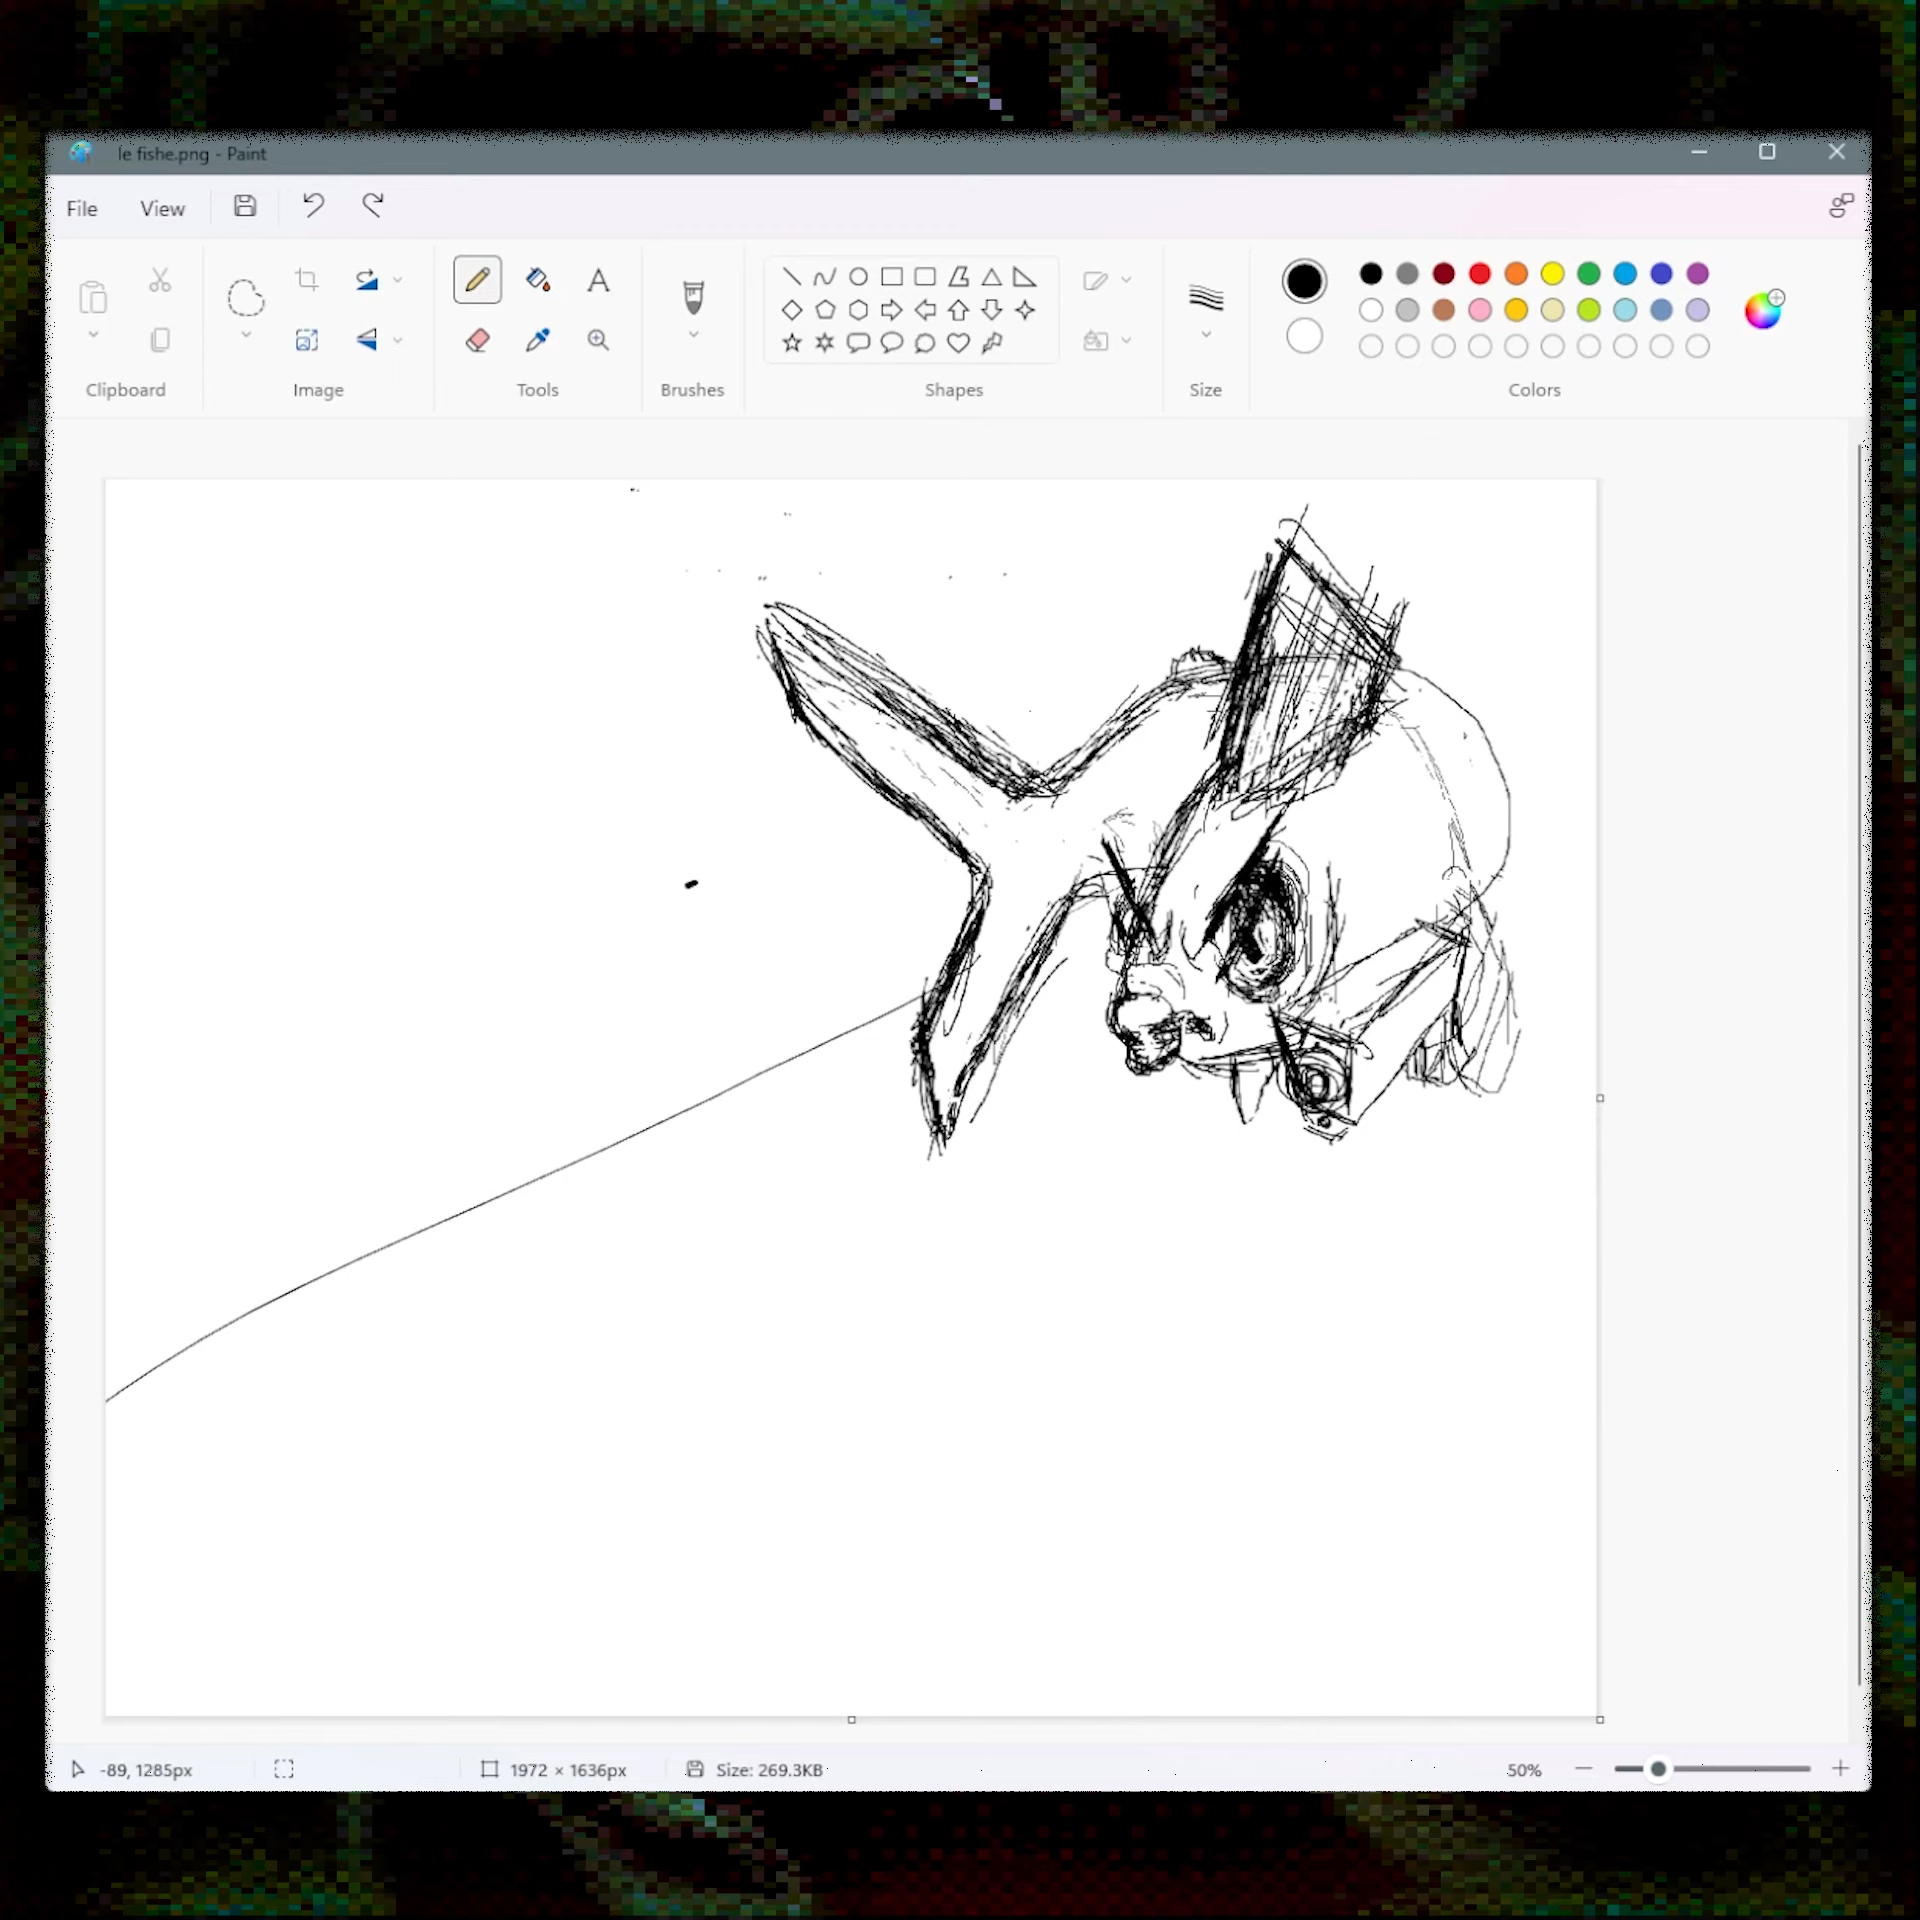 le fishe.png - Paint
File View
A
Clipboard Image Tools Brushes Shapes Size Colors
-89, 1285px 1972 × 1636px Size: 269.3KB 50%